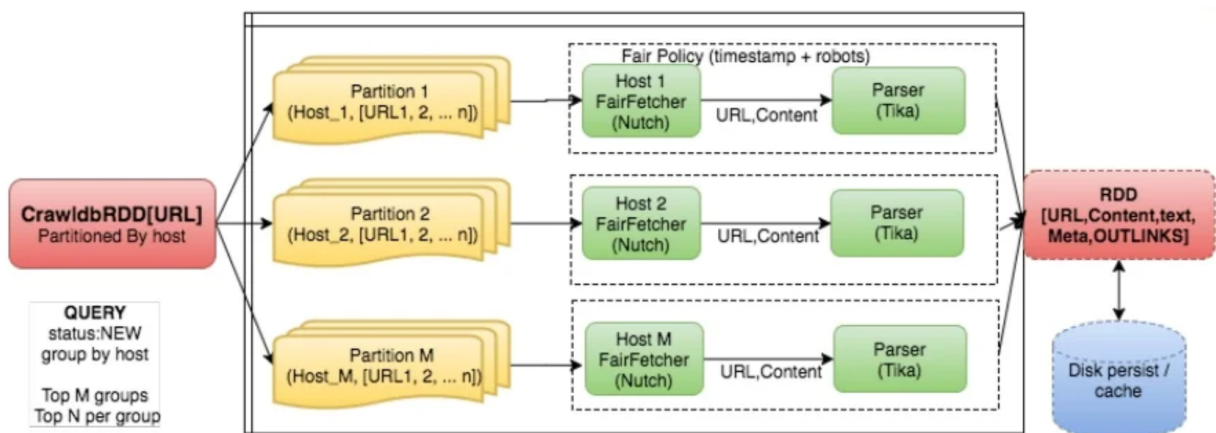 CrawldbRDD[URL]
Partitioned By host
QUERY
status:NEW
group by host
Top M groups
Top N per group
Partition 1
(Host_1, [URL1, 2, ... n])
Partition 2
(Host_2, [URL1, 2, ... n])
Partition M
(Host_M, [URL1, 2, ... n])
Fair Policy (timestamp + robots)
Host 1
FairFetcher
(Nutch)
URL,Content
Parser
(Tika)
Host 2
FairFetcher
(Nutch)
URL,Content
Parser
(Tika)
Host M
FairFetcher
(Nutch)
URL,Content
Parser
(Tika)
RDD
[URL,Content,text,
Meta,OUTLINKS]
Disk persist /
cache